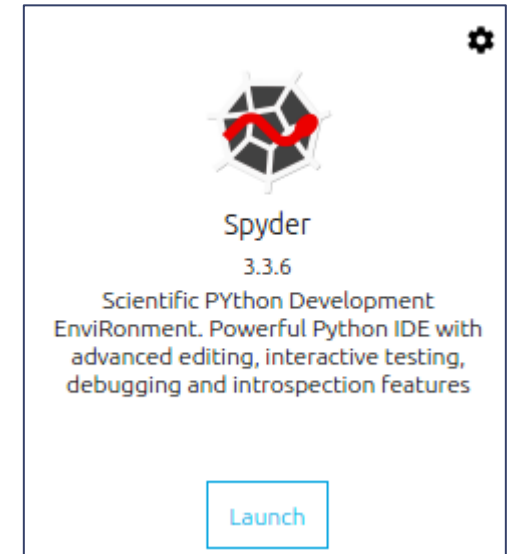 Spyder
3.3.6
Scientific PYthon Development
EnviRonment. Powerful Python IDE with
advanced editing, interactive testing,
debugging and introspection features
Launch